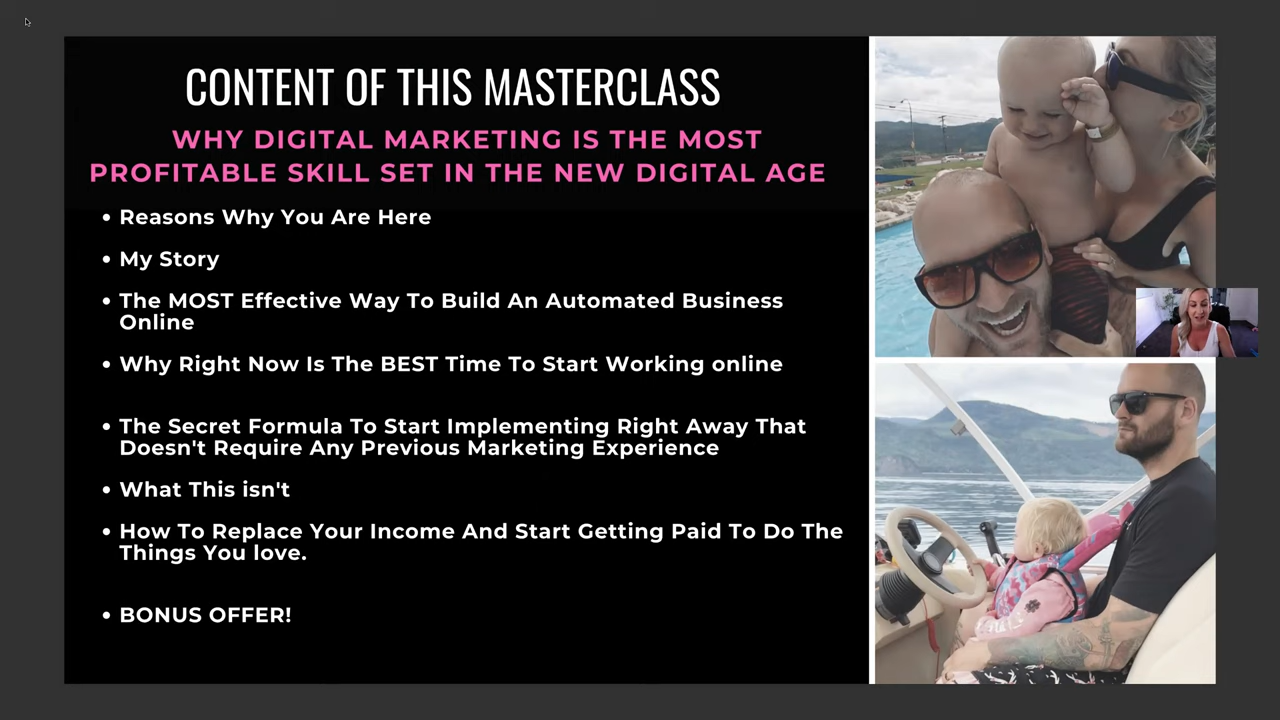 CONTENT OF THIS MASTERCLASS
WHY DIGITAL MARKETING IS THE MOST
PROFITABLE SKILL SET IN THE NEW DIGITAL AGE
• Reasons Why You Are Here
• My Story
• The MOST Effective Way To Build An Automated Business
Online
• Why Right Now Is The BEST Time To Start Working online
• The Secret Formula To Start Implementing Right Away That
Doesn't Require Any Previous Marketing Experience
• What This isn't
• How To Replace Your Income And Start Getting Paid To Do The
Things You love.
• BONUS OFFER!